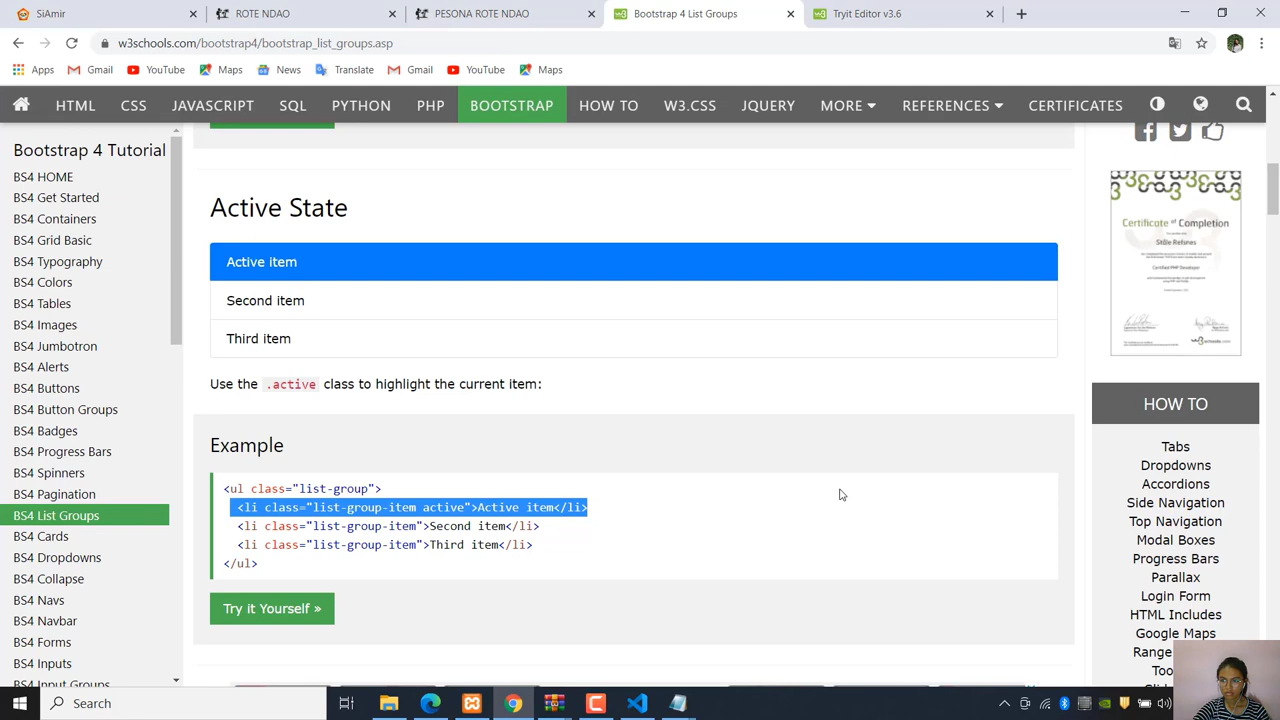 SiAmir
ROTE NDAO
PESONA ROTE NDAO
Bootstrap 4 List Groups
Tryit Editor v3.6
w3schools.com/bootstrap4/bootstrap_list_groups.asp
Apps Gmail YouTube Maps News Translate Gmail YouTube Maps
HTML CSS JAVASCRIPT SQL PYTHON PHP BOOTSTRAP HOW TO W3.CSS JQUERY MORE REFERENCES CERTIFICATES
Bootstrap 4 Tutorial
BS4 HOME
BS4 Get Started
BS4 Containers
BS4 Grid Basic
BS4 Typography
BS4 Colors
BS4 Tables
BS4 Images
BS4 Jumbotron
BS4 Alerts
BS4 Buttons
BS4 Button Groups
BS4 Badges
BS4 Progress Bars
BS4 Spinners
BS4 Pagination
BS4 List Groups
BS4 Cards
BS4 Dropdowns
BS4 Collapse
BS4 Navs
BS4 Navbar
BS4 Forms
BS4 Inputs
BS4 Input Groups
Active State
Active item
Second item
Third item
Use the .active class to highlight the current item:
Example
<ul class="list-group">
<li class="list-group-item active">Active item</li>
<li class="list-group-item">Second item</li>
<li class="list-group-item">Third item</li>
</ul>
Try it Yourself »
Certificate of Completion
Ståle Refsnes
HOW TO
Tabs
Dropdowns
Accordions
Side Navigation
Top Navigation
Modal Boxes
Progress Bars
Parallax
Login Form
HTML Includes
Google Maps
Search